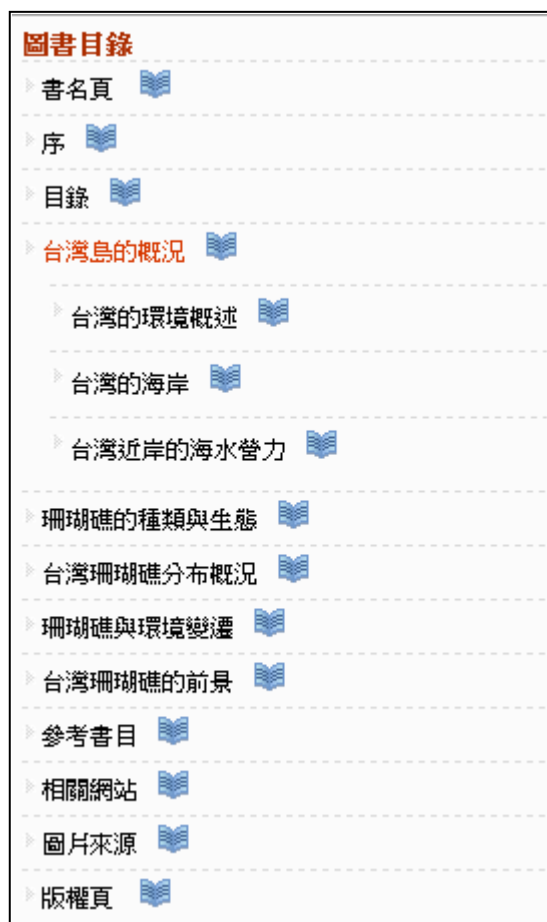 圖書目錄
書名頁
序
目錄
台灣島的概況
台灣的環境概述
台灣的海岸
台灣近岸的海水營力
珊瑚礁的種類與生態
台灣珊瑚礁分布概況
珊瑚礁與環境變遷
台灣珊瑚礁的前景
參考書目
相關網站
圖片來源
版權頁